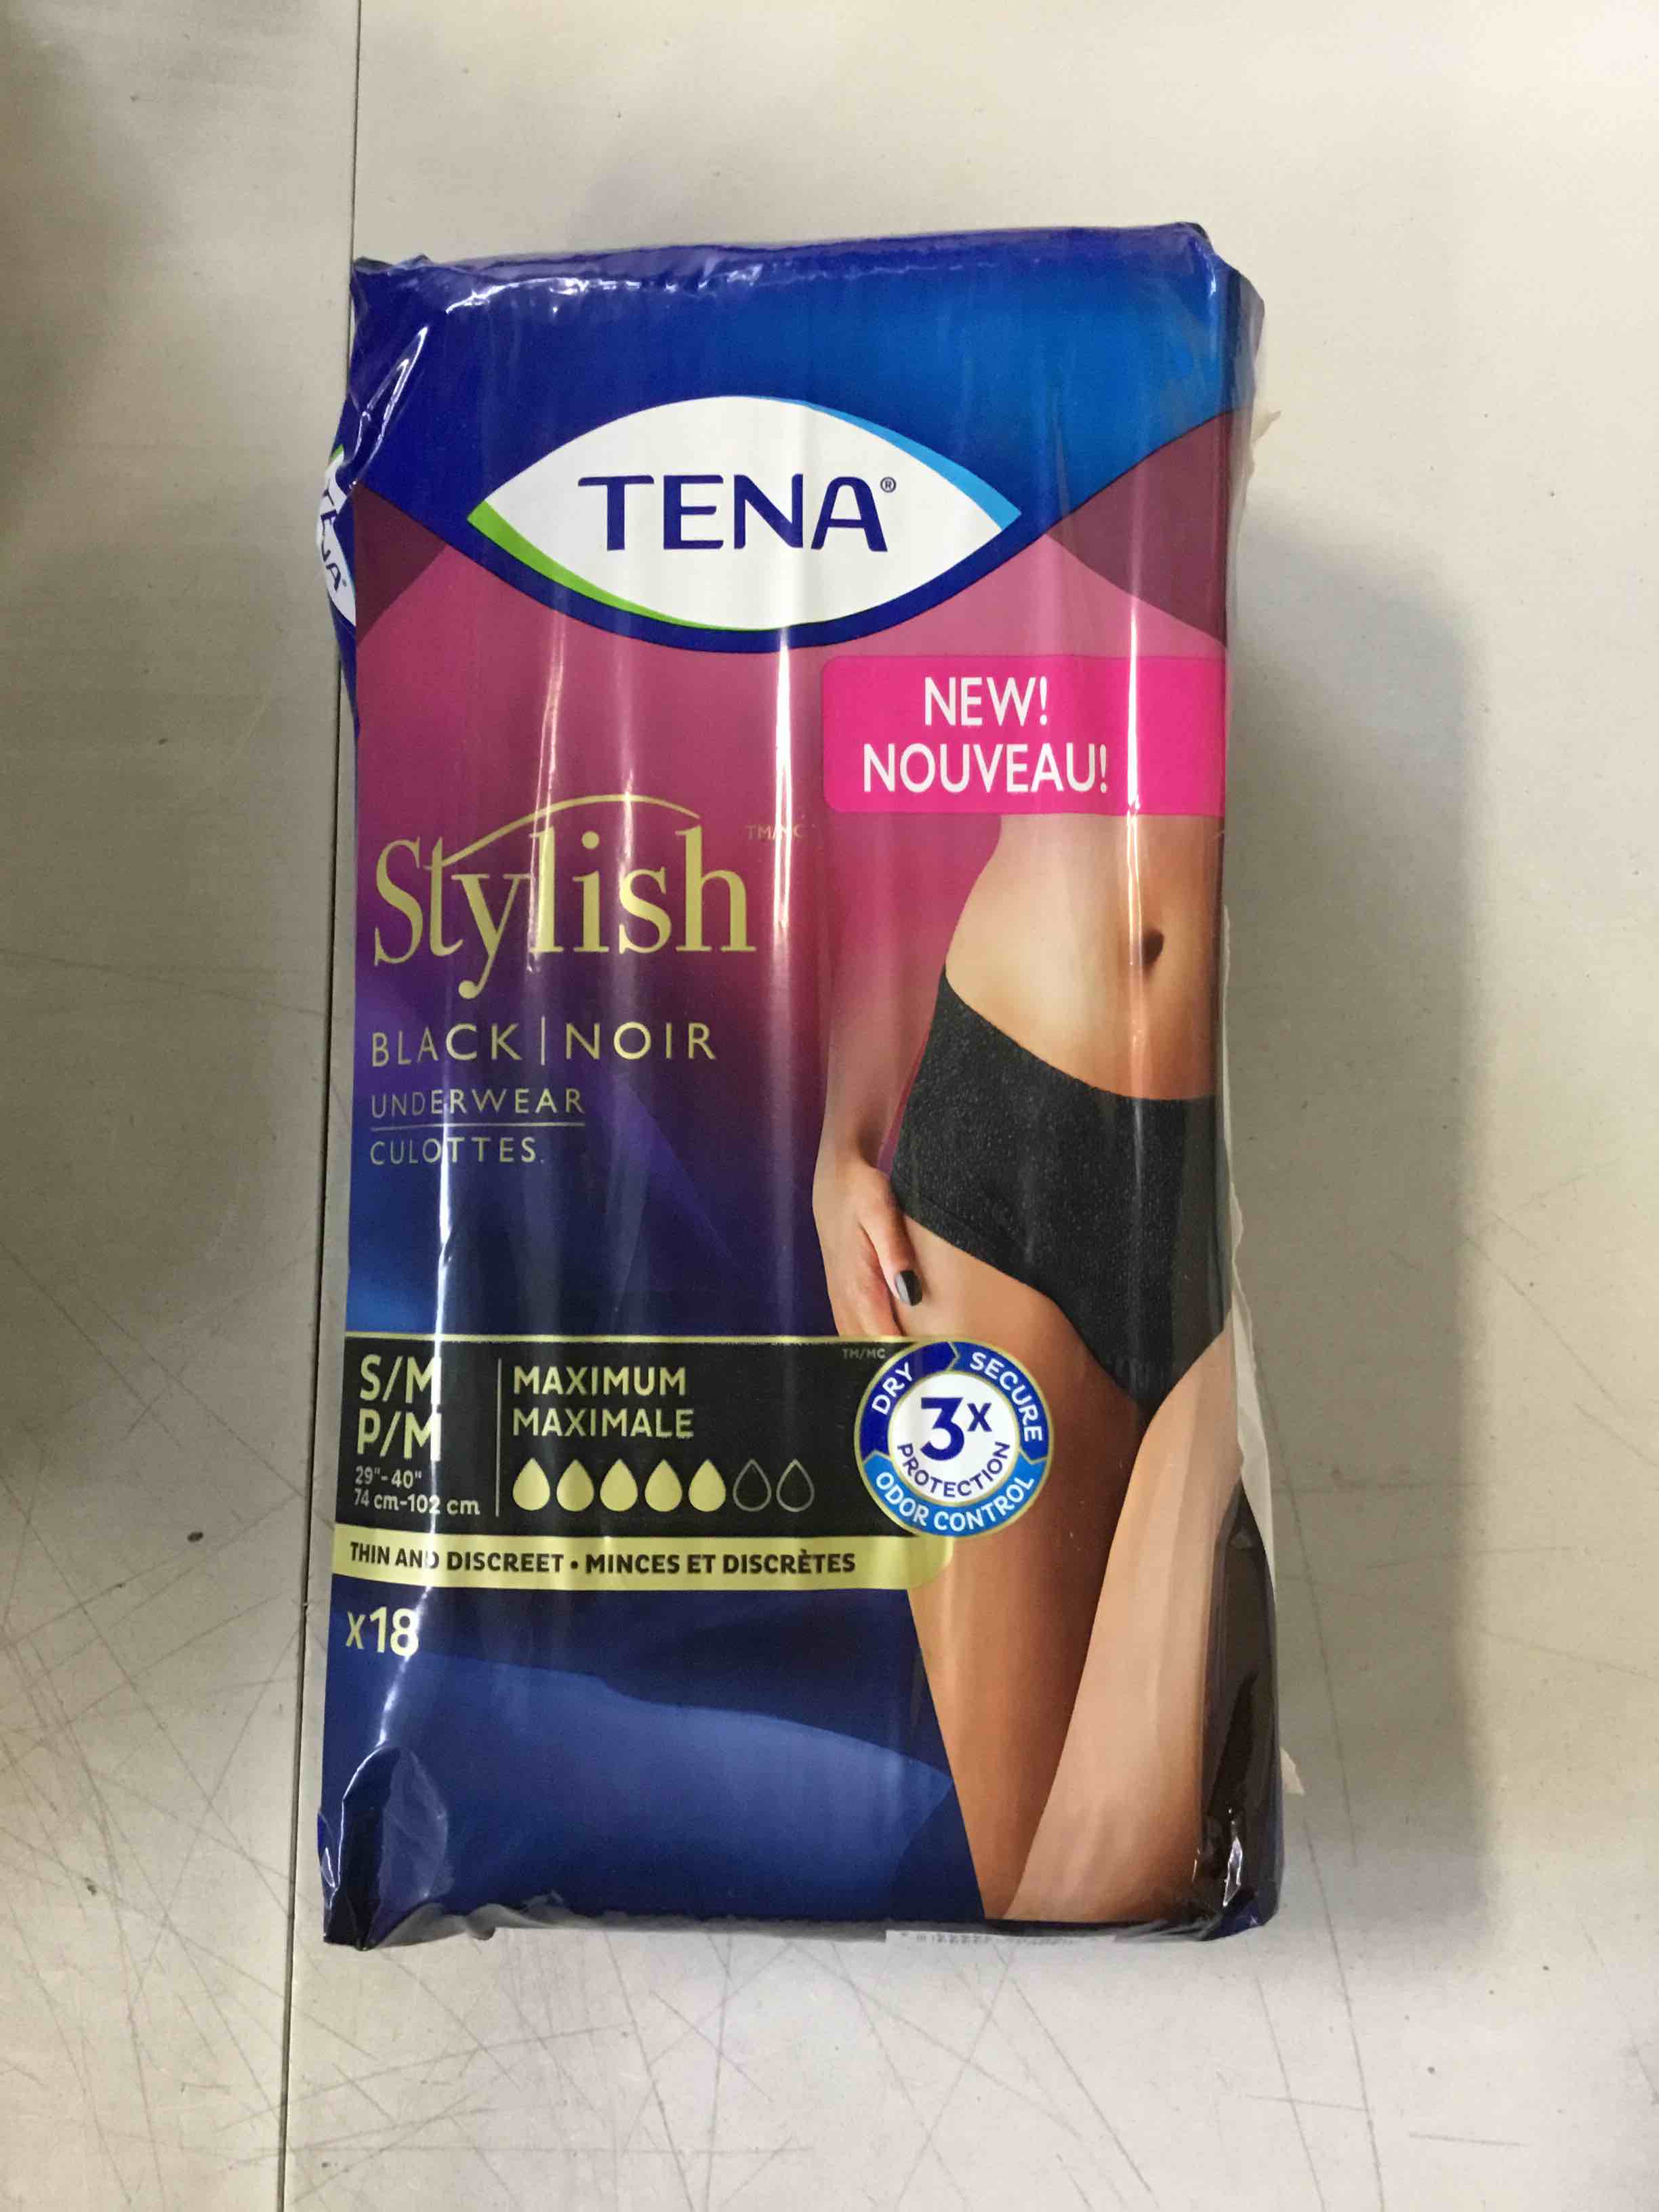 TENA®
TENA
NEW!
NOUVEAU!
Stylish TM/MC
BLACK | NOIR
UNDERWEAR
CULOTTES
S/M
P/M
29"-40"
74 cm-102 cm
MAXIMUM
MAXIMALE
TM/MC
DRY
SECURE
ODOR CONTROL
3X
PROTECTION
THIN AND DISCREET • MINCES ET DISCRÈTES
x18